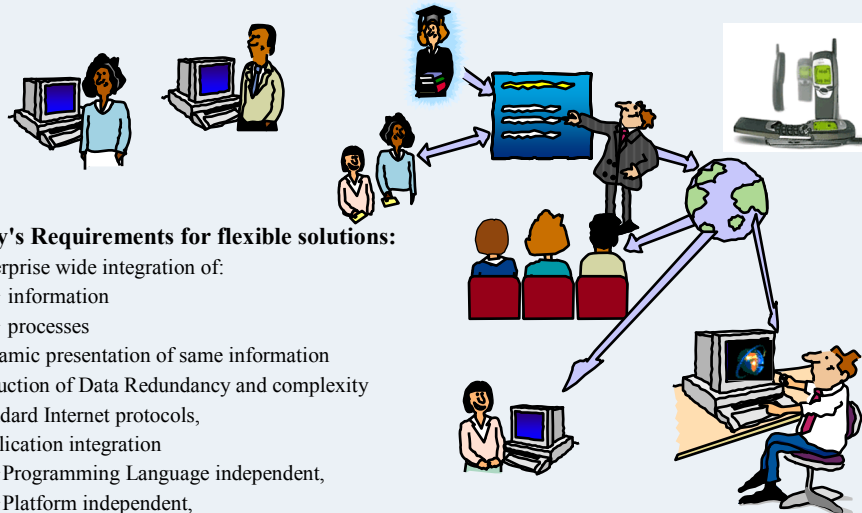 y's Requirements for flexible solutions:
erprise wide integration of:
information
processes
amic presentation of same information
uction of Data Redundancy and complexity
dard Internet protocols,
lication integration
Programming Language independent,
Platform independent,